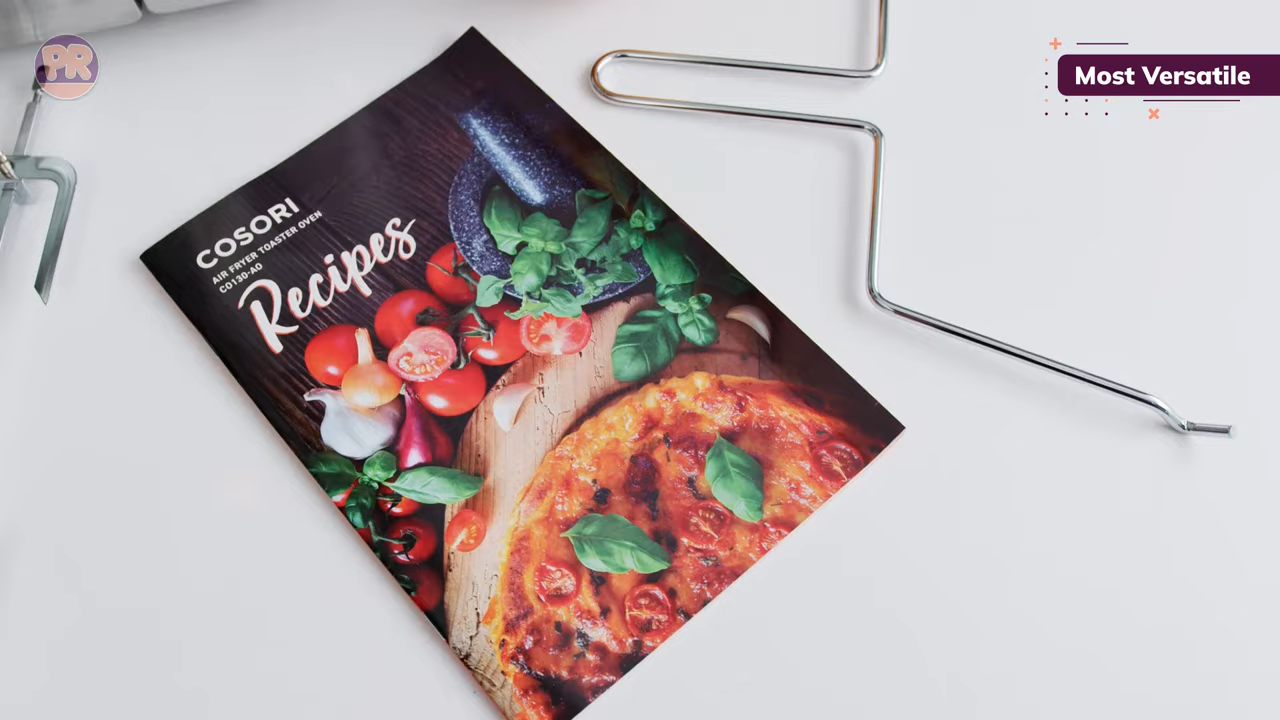 PR
Most Versatile
COSORI
AIR FRYER TOASTER OVEN
CO130-AO
Recipes